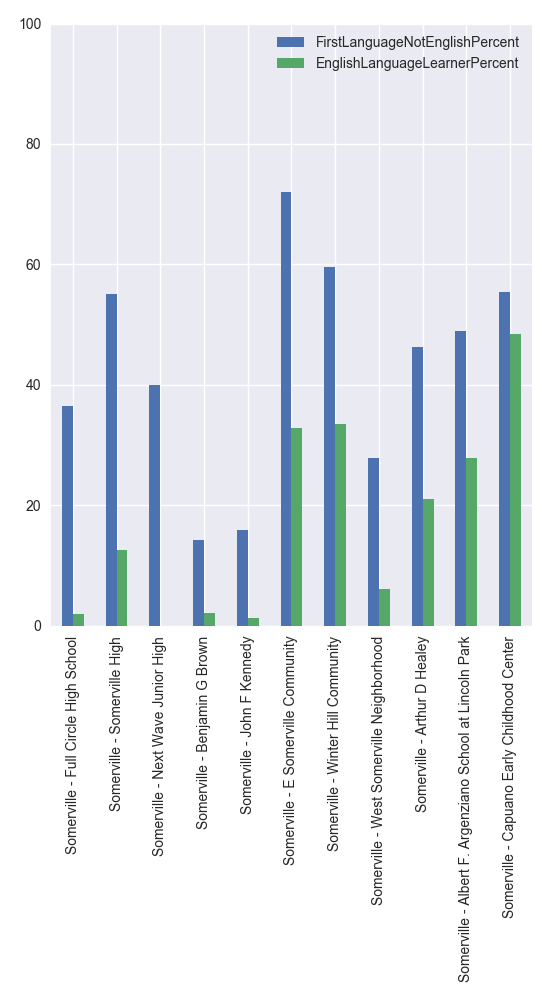 100
80
60
40
20
0
FirstLanguageNotEnglishPercent
EnglishLanguageLearnerPercent
Somerville - Full Circle High School
Somerville - Somerville High
Somerville - Next Wave Junior High
Somerville - Benjamin G Brown
Somerville - John F Kennedy
Somerville - E Somerville Community
Somerville - Winter Hill Community
Somerville - West Somerville Neighborhood
Somerville - Arthur D Healey
Somerville - Albert F. Argenziano School at Lincoln Park
Somerville - Capuano Early Childhood Center